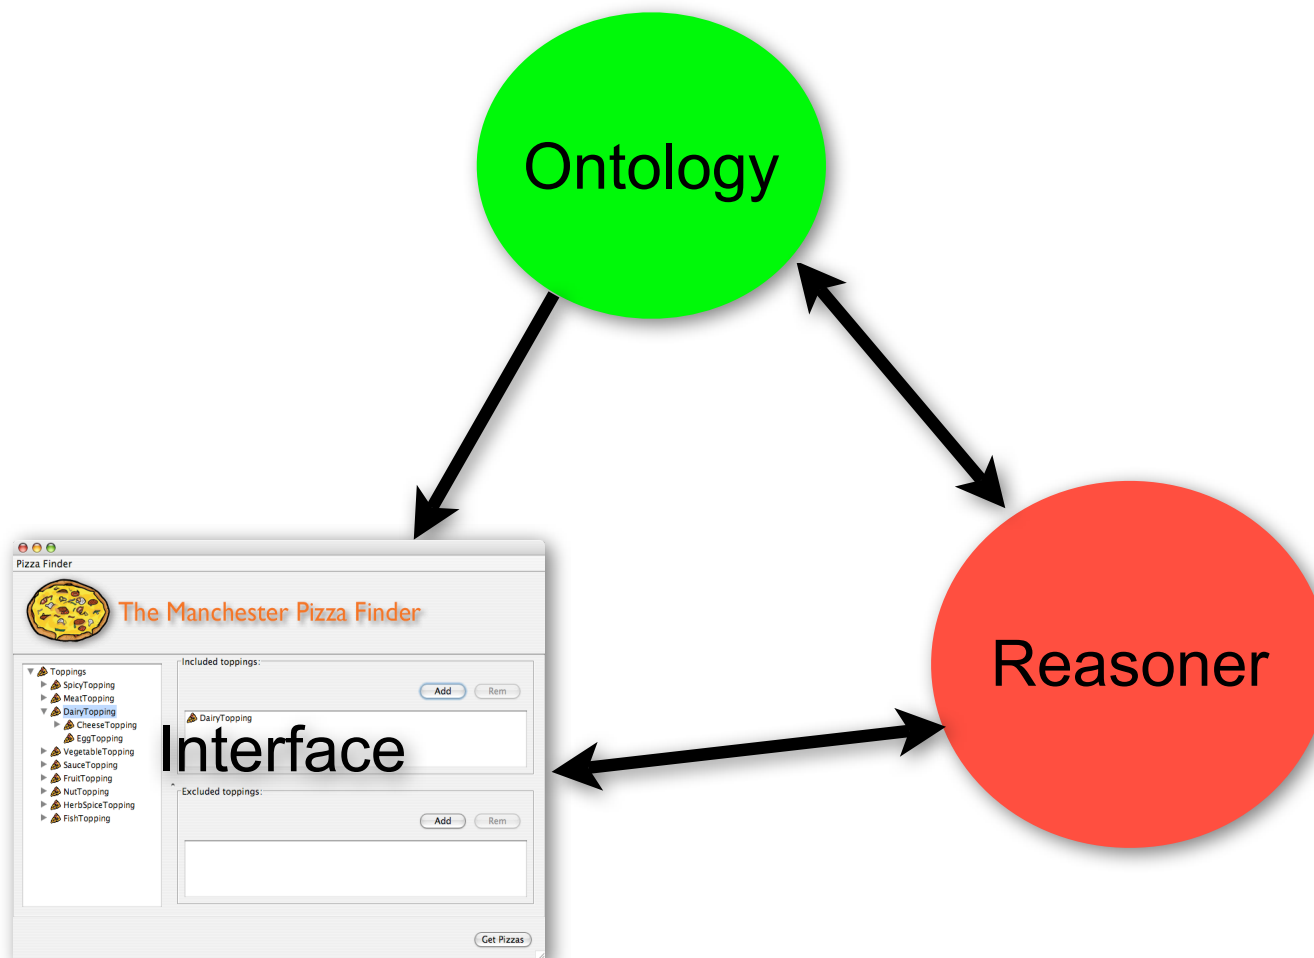 Ontology
Reasoner
Pizza Finder
The Manchester Pizza Finder
Toppings
SpicyTopping
MeatTopping
DairyTopping
CheeseTopping
EggTopping
VegetableTopping
SauceTopping
FruitTopping
NutTopping
HerbSpiceTopping
FishTopping
Included toppings:
Add Rem
DairyTopping
Interface
Excluded toppings:
Add Rem
Get Pizzas